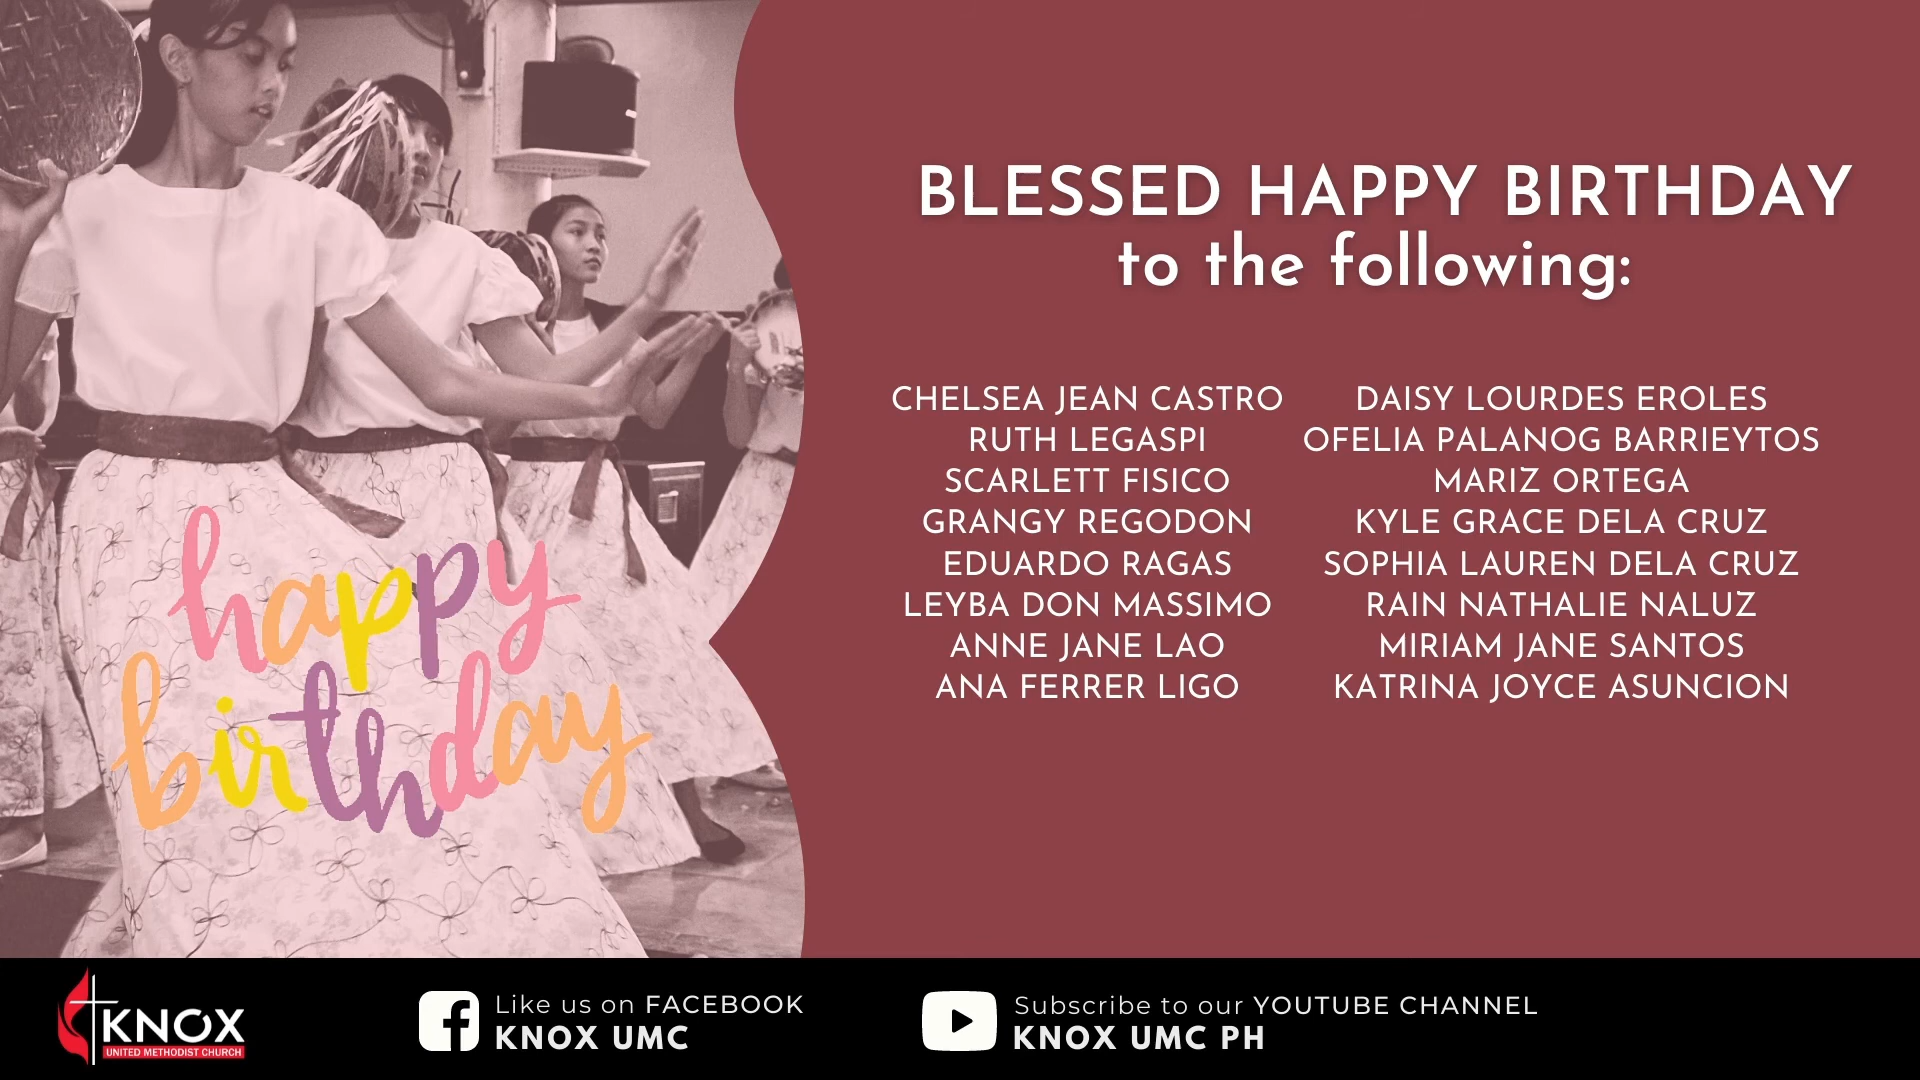 happy
birthday
BLESSED HAPPY BIRTHDAY
to the following:
CHELSEA JEAN CASTRO
RUTH LEGASPI
SCARLETT FISICO
GRANGY REGODON
EDUARDO RAGAS
LEYBA DON MASSIMO
ANNE JANE LAO
ANA FERRER LIGO
DAISY LOURDES EROLES
OFELIA PALANOG BARRIEYTOS
MARIZ ORTEGA
KYLE GRACE DELA CRUZ
SOPHIA LAUREN DELA CRUZ
RAIN NATHALIE NALUZ
MIRIAM JANE SANTOS
KATRINA JOYCE ASUNCION
KNOX
UNITED METHODIST CHURCH
Like us on FACEBOOK
KNOX UMC
Subscribe to our YOUTUBE CHANNEL
KNOX UMC PH